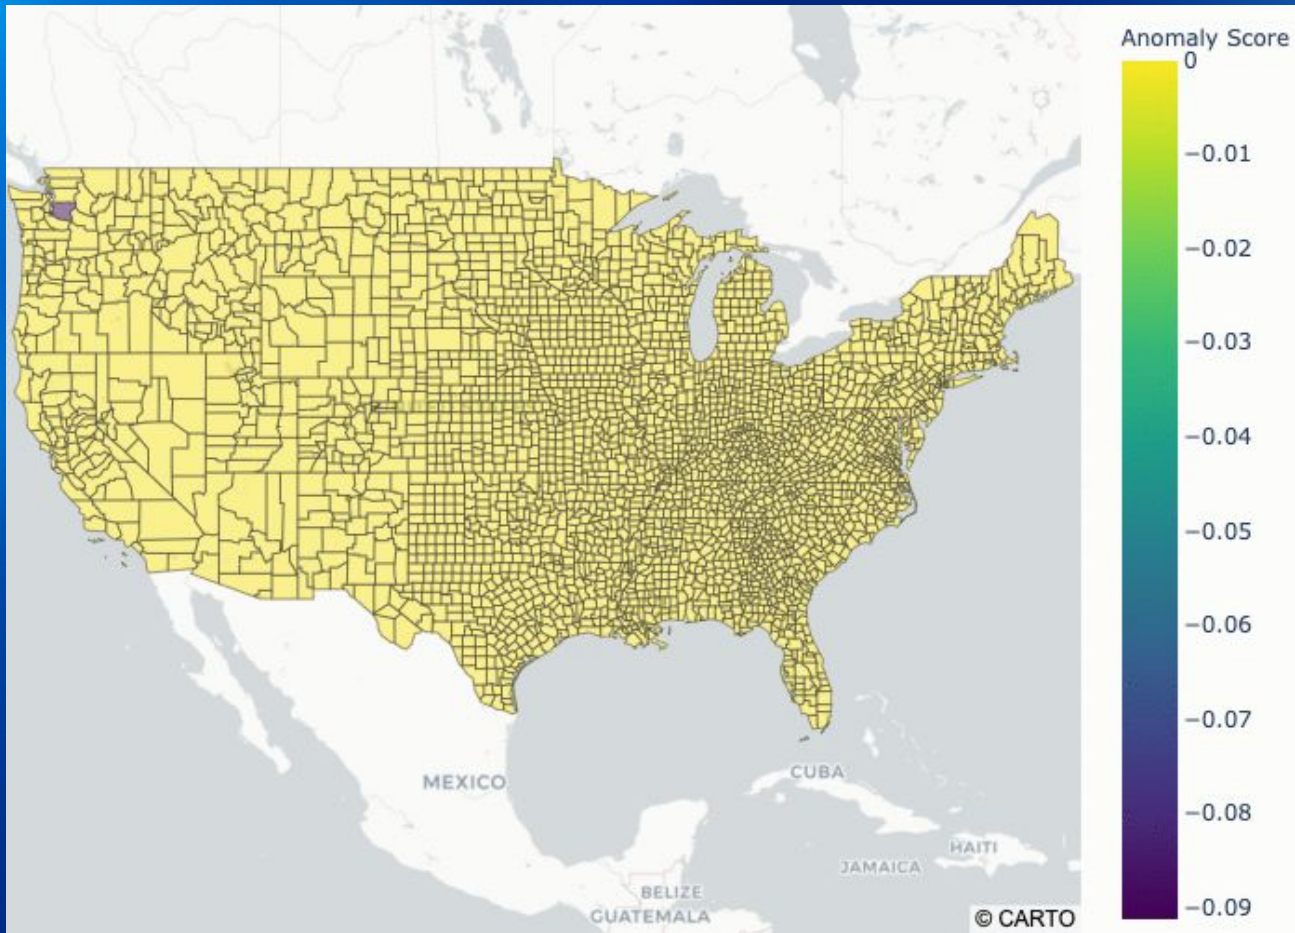 Anomaly Score
0
−0.01
−0.02
−0.03
−0.04
−0.05
−0.06
−0.07
−0.08
−0.09
MEXICO
CUBA
HAITI
JAMAICA
BELIZE
GUATEMALA
© CARTO